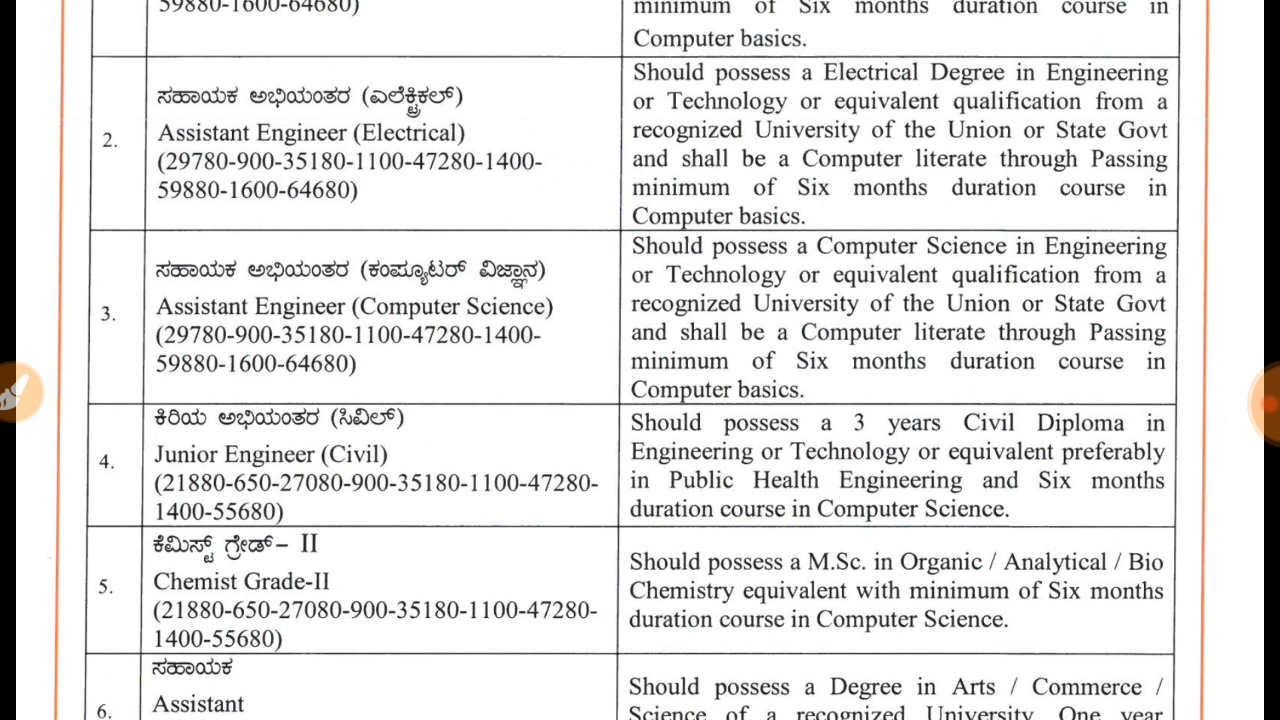 59880-1600-64680)
minimum of Six months duration course in
Computer basics.
2.
ಸಹಾಯಕ ಅಭಿಯಂತರ (ಎಲೆಕ್ಟ್ರಿಕಲ್)
Assistant Engineer (Electrical)
(29780-900-35180-1100-47280-1400-
59880-1600-64680)
Should possess a Electrical Degree in Engineering
or Technology or equivalent qualification from a
recognized University of the Union or State Govt
and shall be a Computer literate through Passing
minimum of Six months duration course in
Computer basics.
3.
ಸಹಾಯಕ ಅಭಿಯಂತರ (ಕಂಪ್ಯೂಟರ್ ವಿಜ್ಞಾನ)
Assistant Engineer (Computer Science)
(29780-900-35180-1100-47280-1400-
59880-1600-64680)
Should possess a Computer Science in Engineering
or Technology or equivalent qualification from a
recognized University of the Union or State Govt
and shall be a Computer literate through Passing
minimum of Six months duration course in
Computer basics.
4.
ಕಿರಿಯ ಅಭಿಯಂತರ (ಸಿವಿಲ್)
Junior Engineer (Civil)
(21880-650-27080-900-35180-1100-47280-
1400-55680)
Should possess a 3 years Civil Diploma in
Engineering or Technology or equivalent preferably
in Public Health Engineering and Six months
duration course in Computer Science.
5.
ಕೆಮಿಸ್ಟ್ ಗ್ರೇಡ್– II
Chemist Grade-II
(21880-650-27080-900-35180-1100-47280-
1400-55680)
Should possess a M.Sc. in Organic / Analytical / Bio
Chemistry equivalent with minimum of Six months
duration course in Computer Science.
6.
ಸಹಾಯಕ
Assistant
Should possess a Degree in Arts / Commerce /
Science of a recognized University. One year